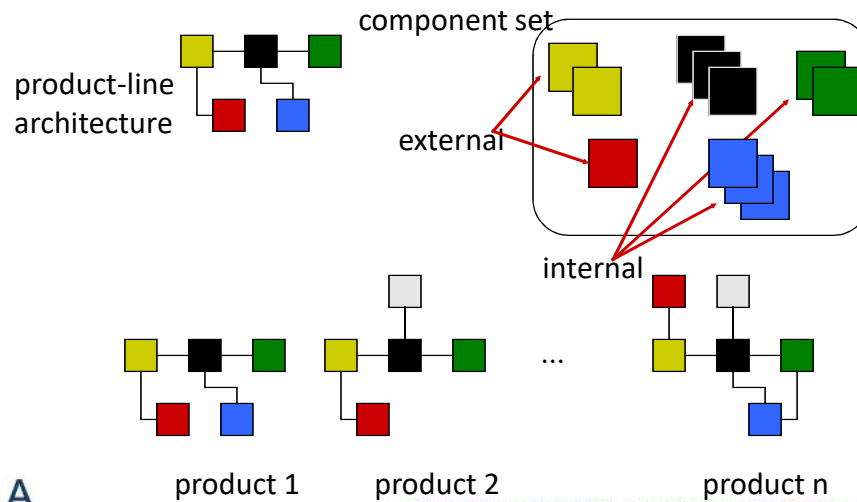 component set
product-line
architecture
external
internal
...
product 1
product 2
product n
A